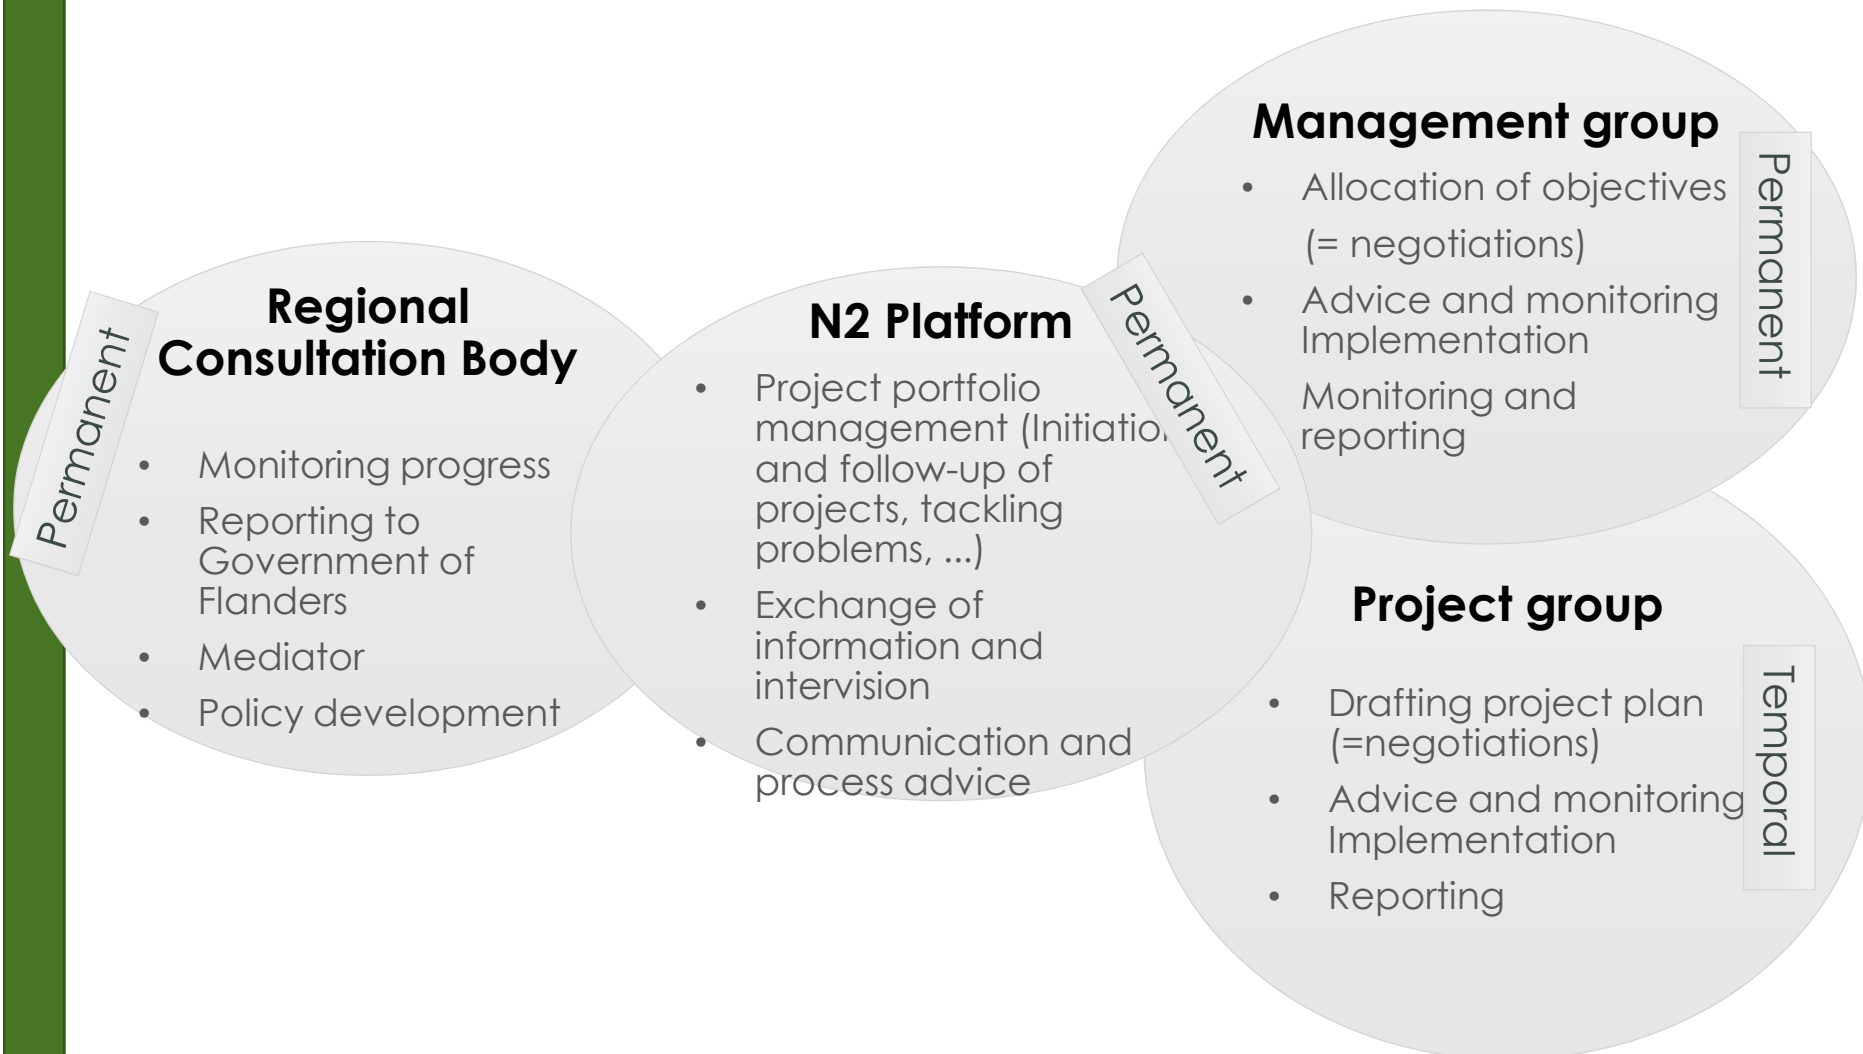 Regional
Consultation Body
Permanent
• Monitoring progress
• Reporting to
Government of
Flanders
• Mediator
• Policy development
N2 Platform
Permanent
• Project portfolio
management (Initiation
and follow-up of
projects, tackling
problems, ...)
• Exchange of
information and
intervision
• Communication and
process advice
Management group
Permanent
• Allocation of objectives
(= negotiations)
• Advice and monitoring
Implementation
Monitoring and
reporting
Project group
Temporal
• Drafting project plan
(=negotiations)
• Advice and monitoring
Implementation
• Reporting